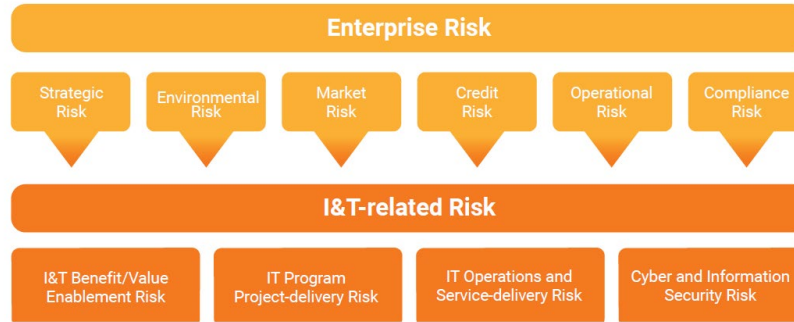 Enterprise Risk
Strategic
Risk
Environmental
Risk
Market
Risk
Credit
Risk
Operational
Risk
Compliance
Risk
I&T-related Risk
I&T Benefit/Value
Enablement Risk
IT Program
Project-delivery Risk
IT Operations and
Service-delivery Risk
Cyber and Information
Security Risk